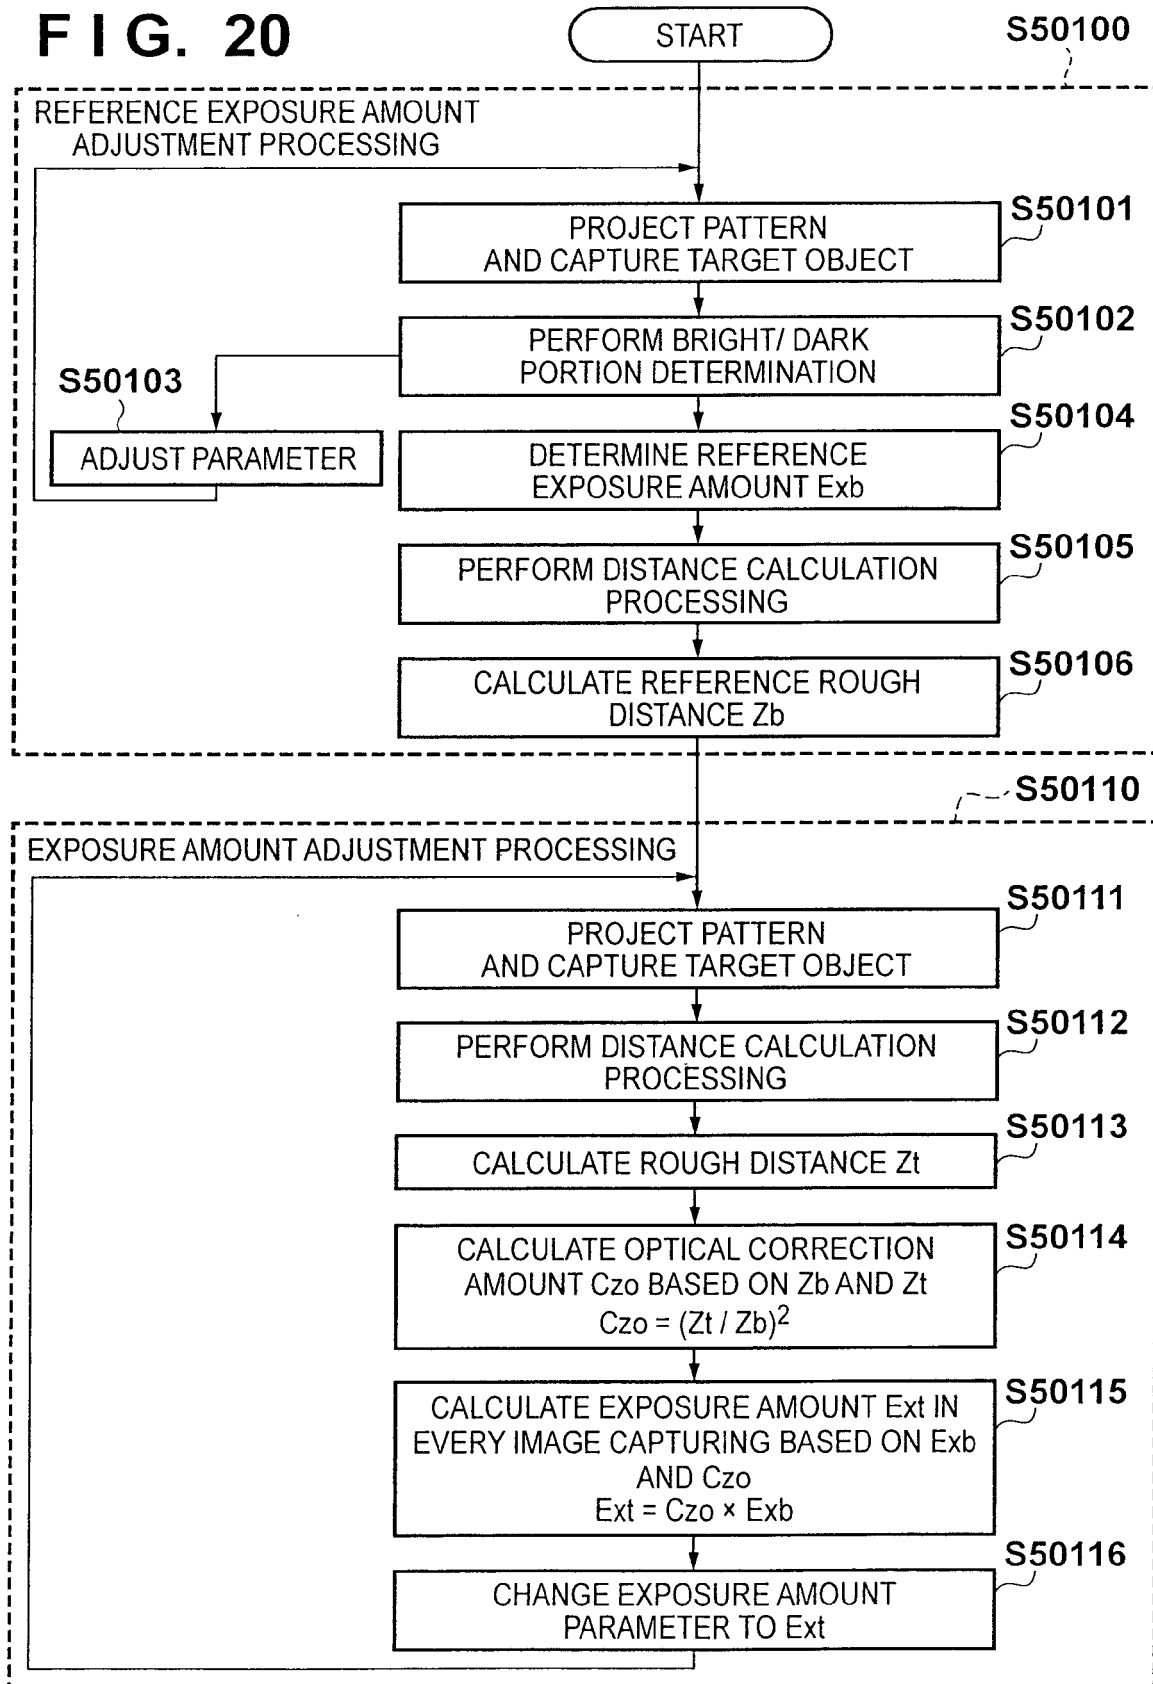 FIG. 20
START
S50100
REFERENCE EXPOSURE AMOUNT
ADJUSTMENT PROCESSING
S50101
PROJECT PATTERN
AND CAPTURE TARGET OBJECT
S50102
PERFORM BRIGHT/ DARK
PORTION DETERMINATION
S50103
ADJUST PARAMETER
S50104
DETERMINE REFERENCE
EXPOSURE AMOUNT Exb
S50105
PERFORM DISTANCE CALCULATION
PROCESSING
S50106
CALCULATE REFERENCE ROUGH
DISTANCE Zb
S50110
EXPOSURE AMOUNT ADJUSTMENT PROCESSING
S50111
PROJECT PATTERN
AND CAPTURE TARGET OBJECT
S50112
PERFORM DISTANCE CALCULATION
PROCESSING
S50113
CALCULATE ROUGH DISTANCE Zt
S50114
CALCULATE OPTICAL CORRECTION
AMOUNT Czo BASED ON Zb AND Zt
Czo = (Zt / Zb)²
S50115
CALCULATE EXPOSURE AMOUNT Ext IN
EVERY IMAGE CAPTURING BASED ON Exb
AND Czo
Ext = Czo × Exb
S50116
CHANGE EXPOSURE AMOUNT
PARAMETER TO Ext